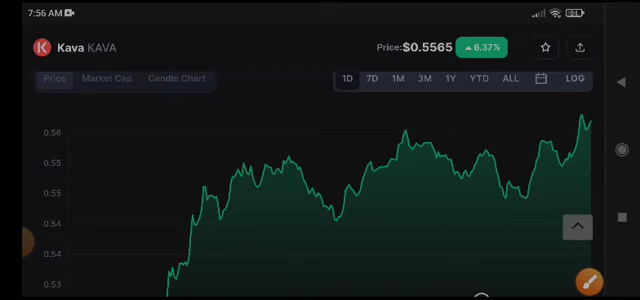 7:56 AM
Kava KAVA
Price: $0.5565 6.37%
Price Market Cap Candle Chart
1D 7D 1M 3M 1Y YTD ALL LOG
0.56
0.55
0.55
0.54
0.54
0.53